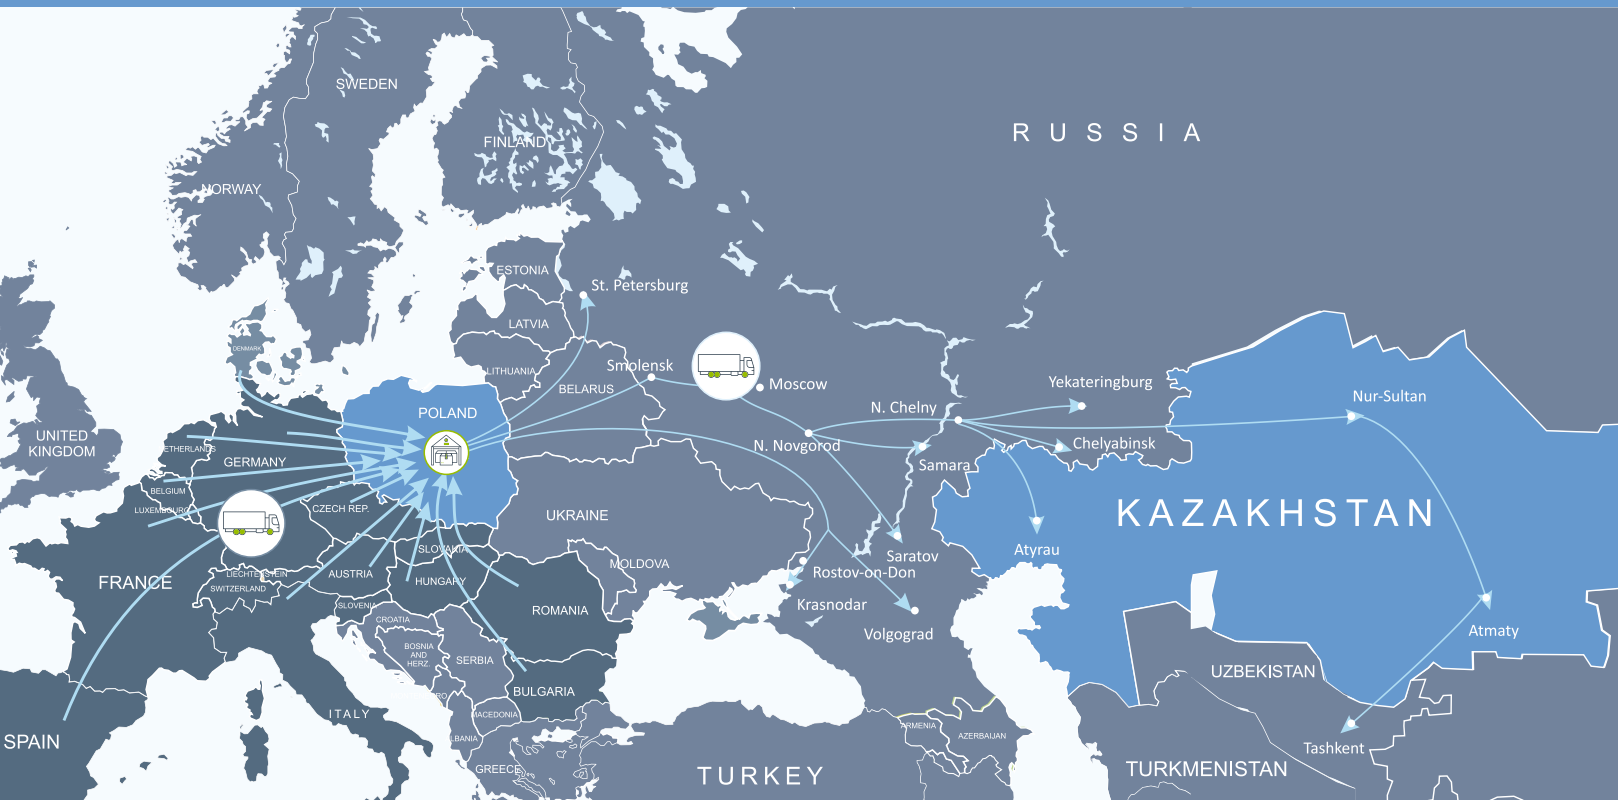 SWEDEN
FINLAND
RUSSIA
NORWAY
ESTONIA
St. Petersburg
LATVIA
DENMARK
LITHUANIA
Smolensk
BELARUS
Moscow
Yekateringburg
Nur-Sultan
POLAND
N. Chelny
UNITED
KINGDOM
ETHERLANDS
GERMANY
N. Novgorod
Chelyabinsk
Samara
BELGIUM
LUXEMBOURG
CZECH REP.
UKRAINE
KAZAKHSTAN
SLOVAKIA
Atyrau
Saratov
MOLDOVA
Rostov-on-Don
FRANCE
LIECHTENSTEIN
SWITZERLAND
AUSTRIA
HUNGARY
SLOVENIA
ROMANIA
Krasnodar
CROATIA
Volgograd
Atmaty
BOSNIA
AND
HERZ.
SERBIA
UZBEKISTAN
RO
BULGARIA
ITALY
MACEDONIA
ARMENIA
AZERBAIJAN
SPAIN
LBANIA
Tashkent
GREECE
TURKEY
TURKMENISTAN